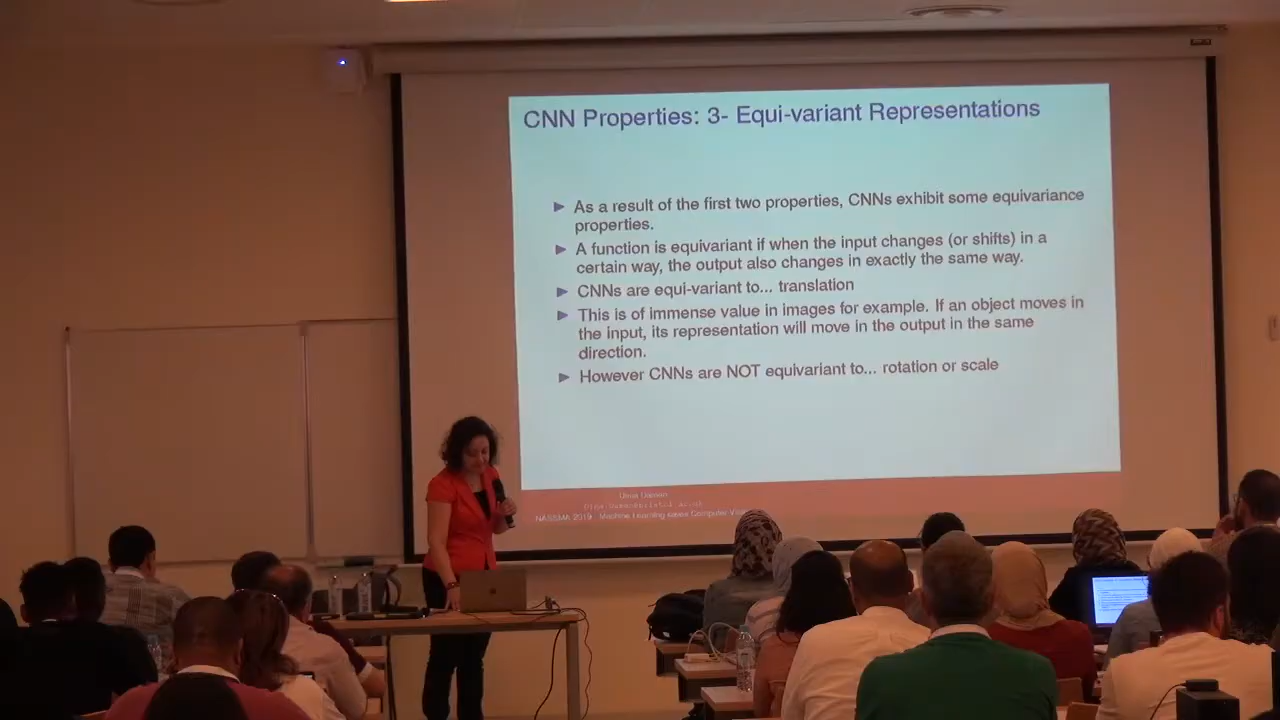 CNN Properties: 3- Equi-variant Representations
As a result of the first two properties, CNNs exhibit some equivariance
properties.
A function is equivariant if when the input changes (or shifts) in a
certain way, the output also changes in exactly the same way.
CNNs are equi-variant to... translation
This is of immense value in images for example. If an object moves in
the input, its representation will move in the output in the same
direction.
However CNNs are NOT equivariant to... rotation or scale
NASSMA 2019 Machine Learning Computer